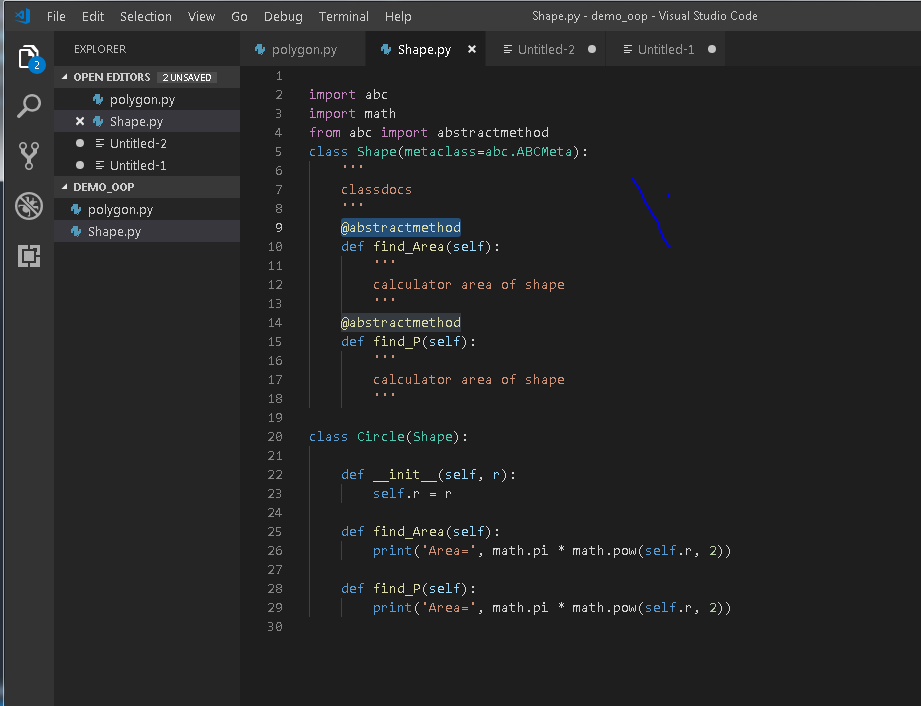 File Edit Selection View Go Debug Terminal Help Shape.py - demo_oop - Visual Studio Code
EXPLORER
OPEN EDITORS 2 UNSAVED
polygon.py
Shape.py
Untitled-2
Untitled-1
DEMO_OOP
polygon.py
Shape.py
2
polygon.py Shape.py Untitled-2 Untitled-1
1
2 import abc
3 import math
4 from abc import abstractmethod
5 class Shape(metaclass=abc.ABCMeta):
6 '''
7 classdocs
8 '''
9 @abstractmethod
10 def find_Area(self):
11 '''
12 calculator area of shape
13 '''
14 @abstractmethod
15 def find_P(self):
16 '''
17 calculator area of shape
18 '''
19
20 class Circle(Shape):
21
22 def __init__(self, r):
23 self.r = r
24
25 def find_Area(self):
26 print('Area=', math.pi * math.pow(self.r, 2))
27
28 def find_P(self):
29 print('Area=', math.pi * math.pow(self.r, 2))
30